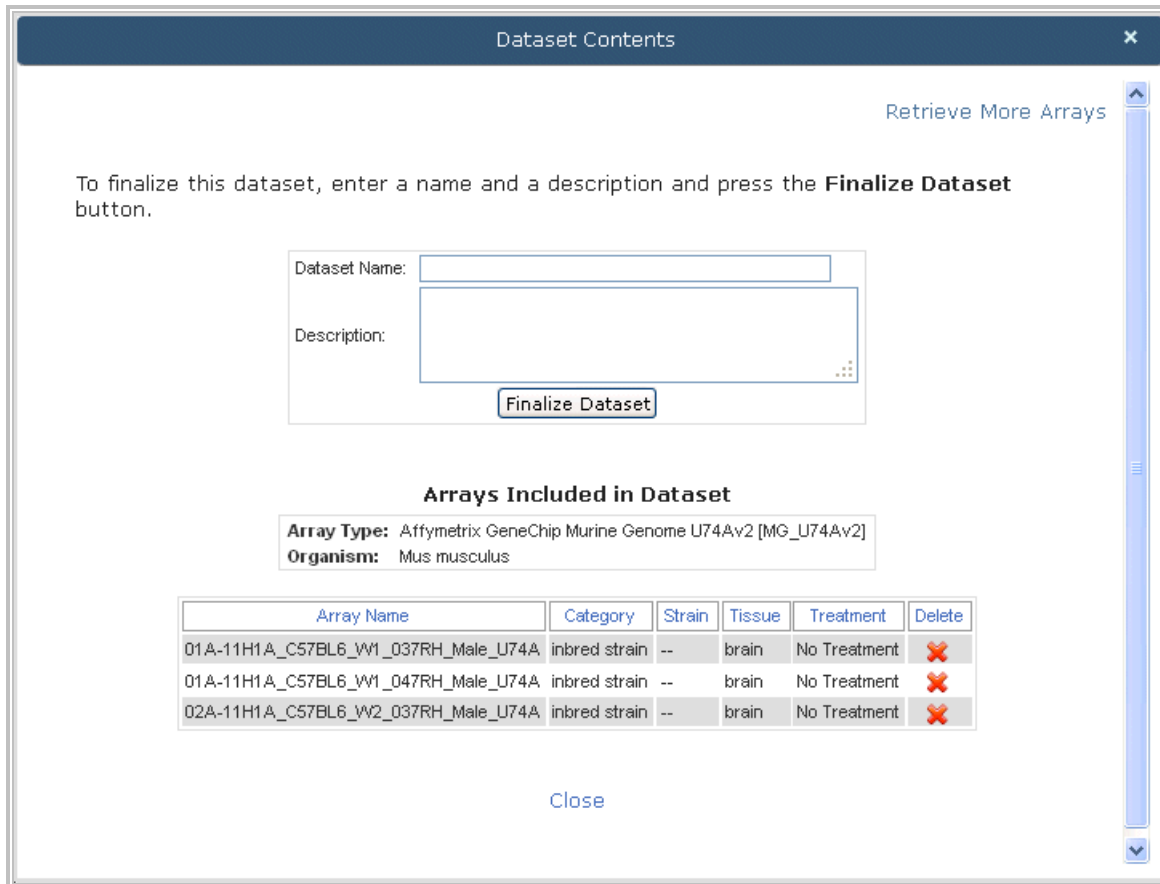 Dataset Contents
Retrieve More Arrays
To finalize this dataset, enter a name and a description and press the Finalize Dataset
button.
Dataset Name:
Description:
Finalize Dataset
Arrays Included in Dataset
Array Type: Affymetrix GeneChip Murine Genome U74Av2 [MG_U74Av2]
Organism: Mus musculus
Array Name Category Strain Tissue Treatment Delete
01A-11H1A_C57BL6_W1_037RH_Male_U74A inbred strain -- brain No Treatment
01A-11H1A_C57BL6_W1_047RH_Male_U74A inbred strain -- brain No Treatment
02A-11H1A_C57BL6_W2_037RH_Male_U74A inbred strain -- brain No Treatment
Close